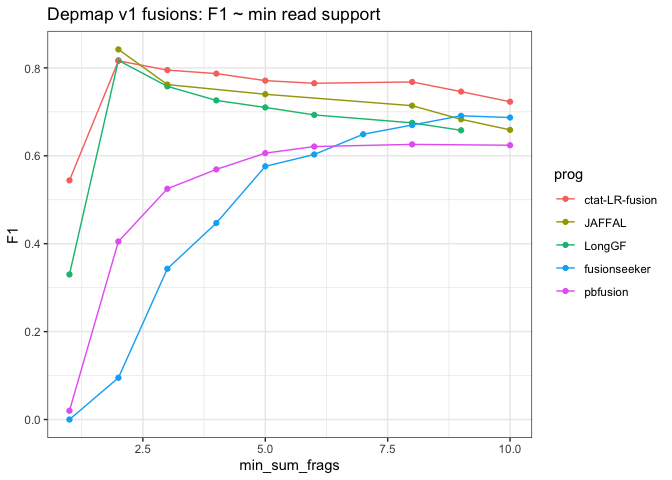 Depmap v1 fusions: F1 ~ min read support
F1
0.8
0.6
0.4
0.2
0.0
2.5
5.0
7.5
10.0
min_sum_frags
prog
ctat-LR-fusion
JAFFAL
LongGF
fusionseeker
pbfusion